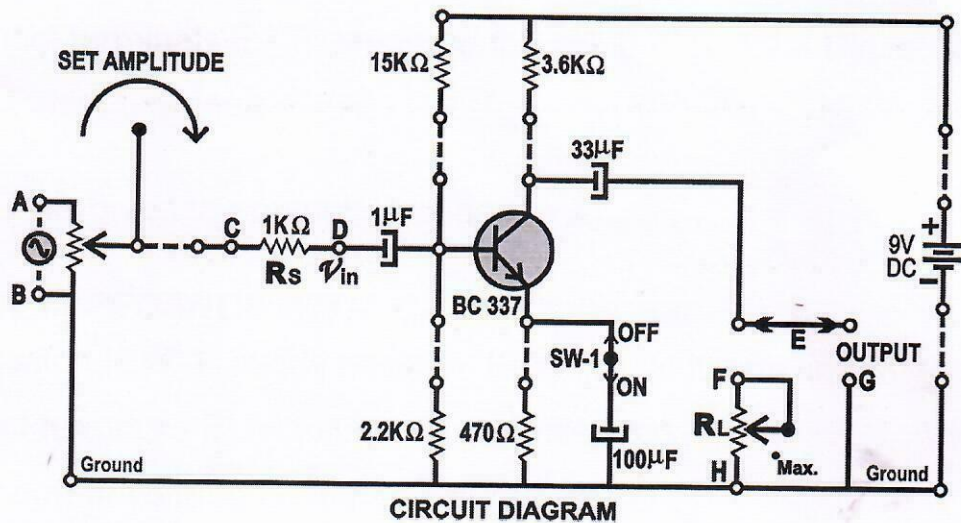 SET AMPLITUDE
15KΩ
3.6KΩ
33μF
A
B
C
1KΩ
D
1μF
Rs
Vin
BC 337
+
9V
DC
-
OFF
SW-1
ON
E
OUTPUT
F
G
RL
2.2KΩ
470Ω
100μF
H
Max.
Ground
Ground
CIRCUIT DIAGRAM